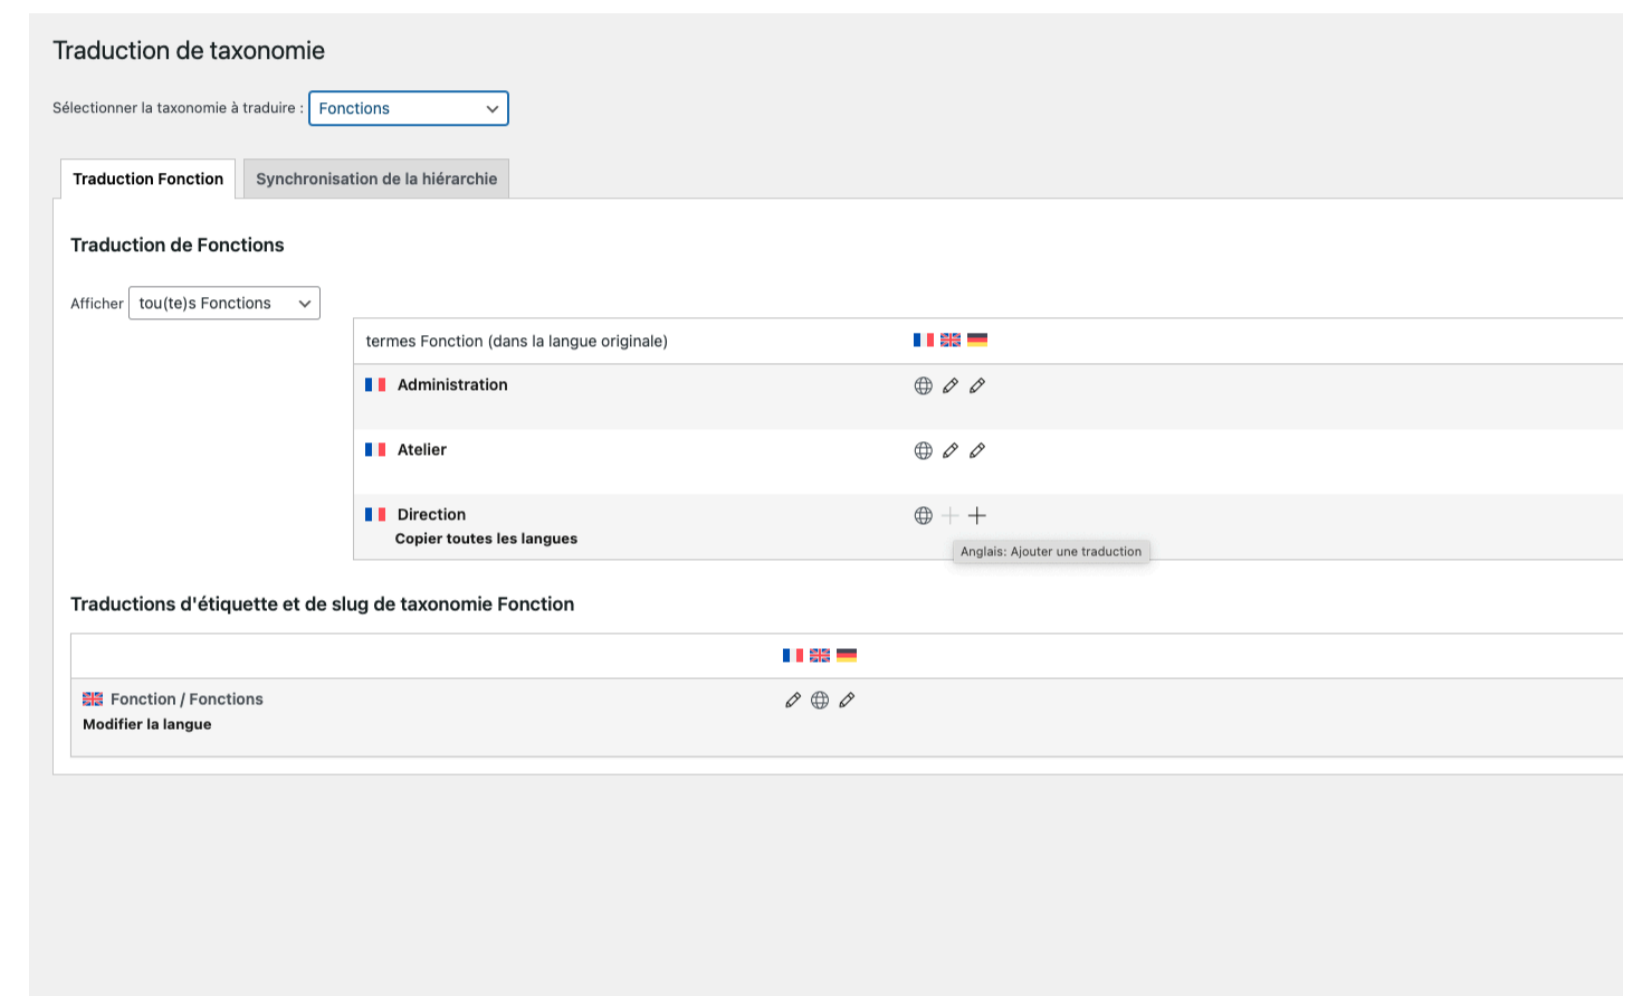 Traduction de taxonomie
Sélectionner la taxonomie à traduire : Fonctions
Traduction Fonction Synchronisation de la hiérarchie
Traduction de Fonctions
Afficher tou(te)s Fonctions
termes Fonction (dans la langue originale)
Administration
Atelier
Direction
Copier toutes les langues
Anglais: Ajouter une traduction
Traductions d'étiquette et de slug de taxonomie Fonction
Fonction / Fonctions
Modifier la langue